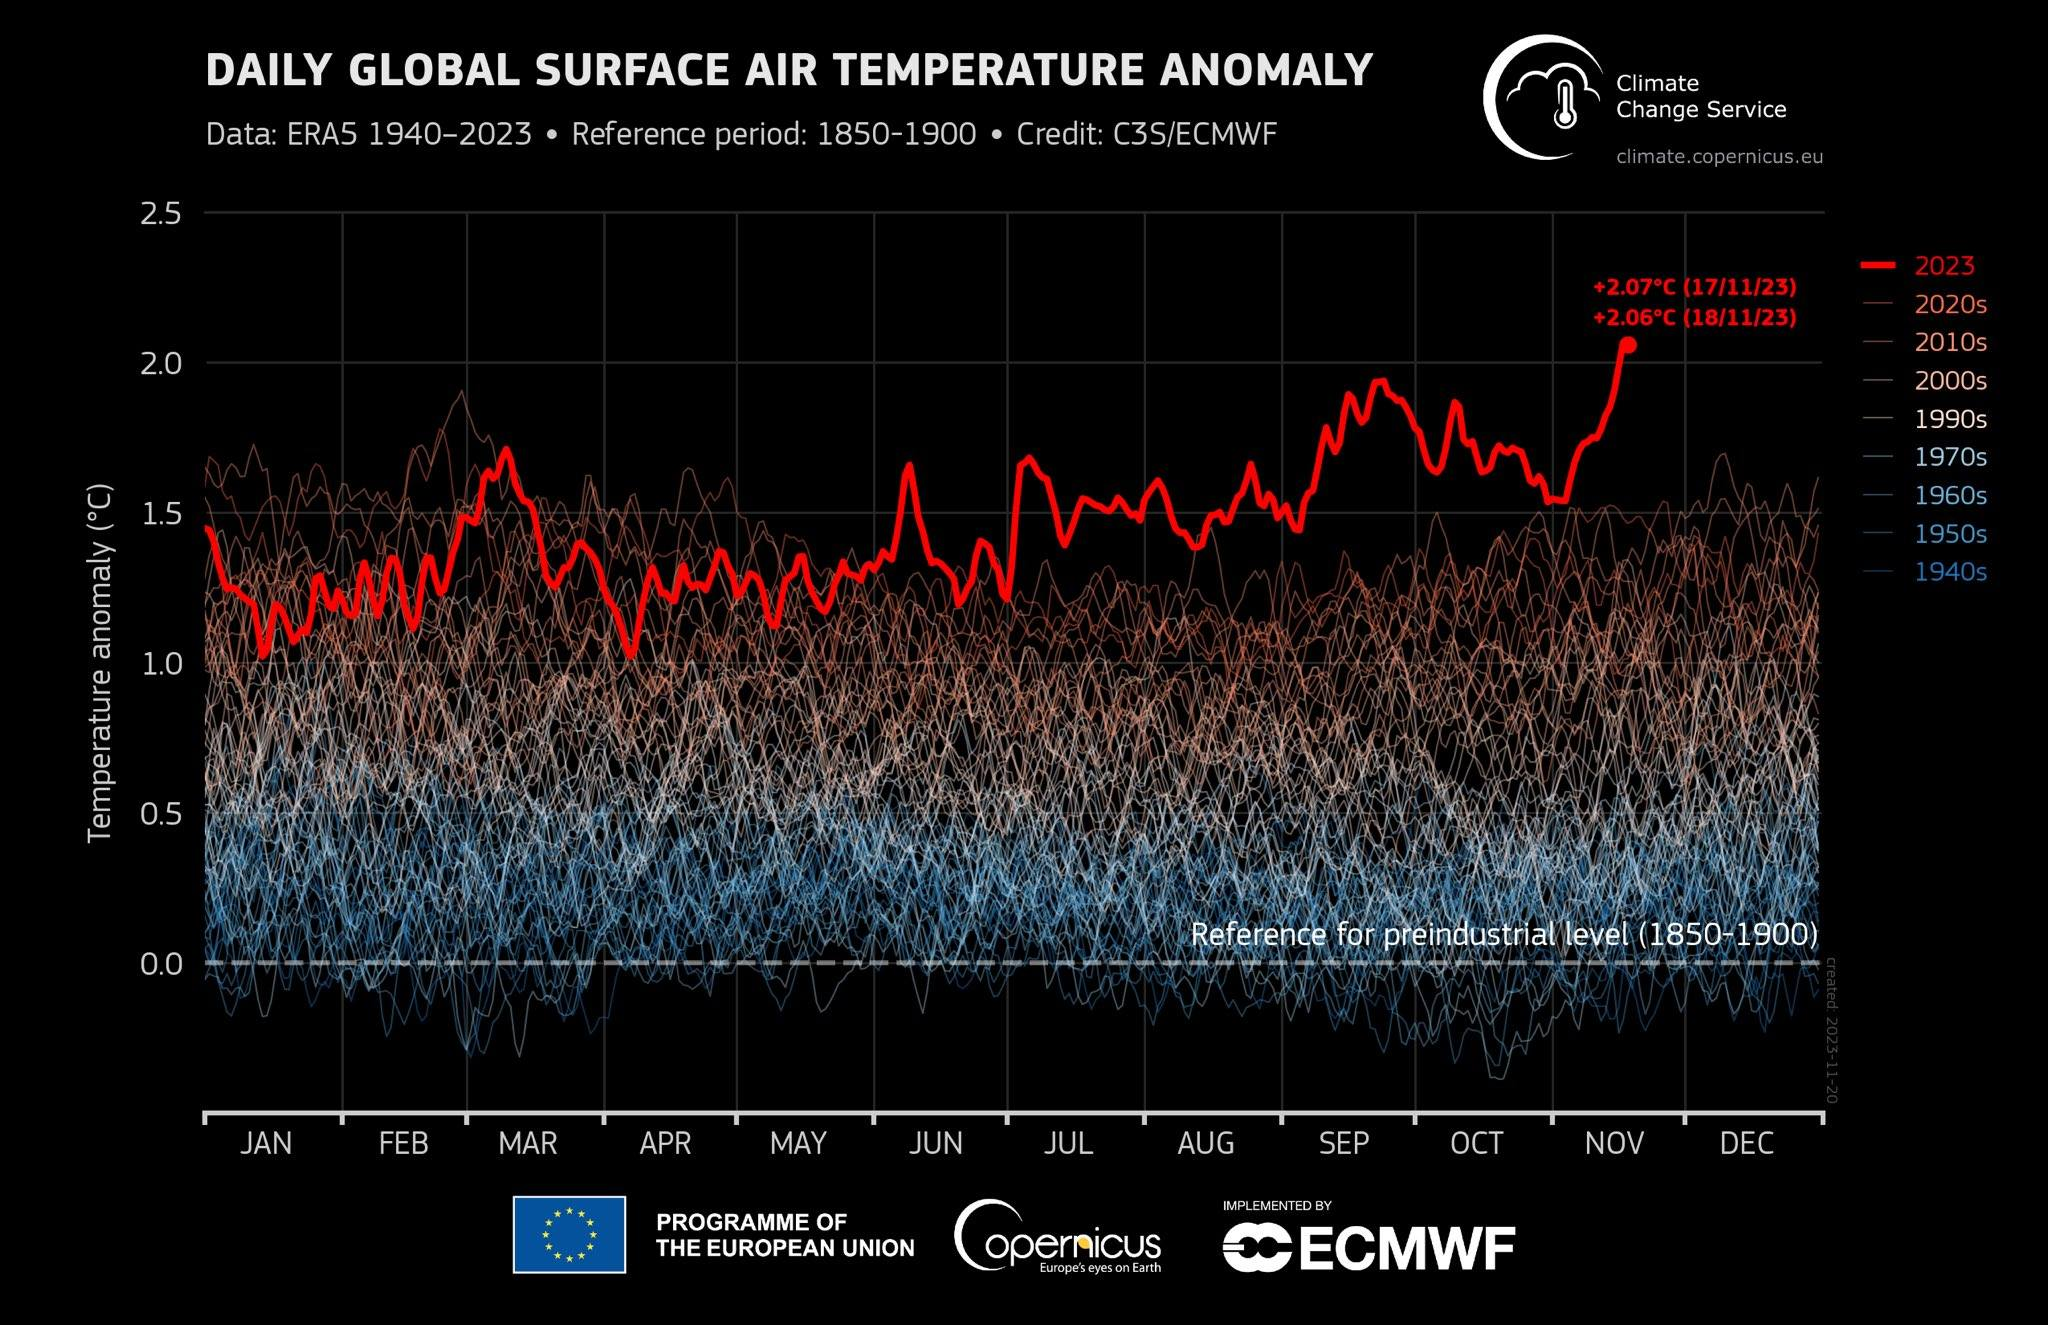 DAILY GLOBAL SURFACE AIR TEMPERATURE ANOMALY
Data: ERA5 1940–2023 • Reference period: 1850-1900 • Credit: C3S/ECMWF
Climate
Change Service
climate.copernicus.eu
2.5
2.0
1.5
1.0
0.5
0.0
Temperature anomaly (°C)
+2.07°C (17/11/23)
+2.06°C (18/11/23)
2023
2020s
2010s
2000s
1990s
1970s
1960s
1950s
1940s
Reference for preindustrial level (1850-1900)
created: 2023-11-20
JAN FEB MAR APR MAY JUN JUL AUG SEP OCT NOV DEC
PROGRAMME OF
THE EUROPEAN UNION
opernicus
Europe's eyes on Earth
IMPLEMENTED BY
ECMWF